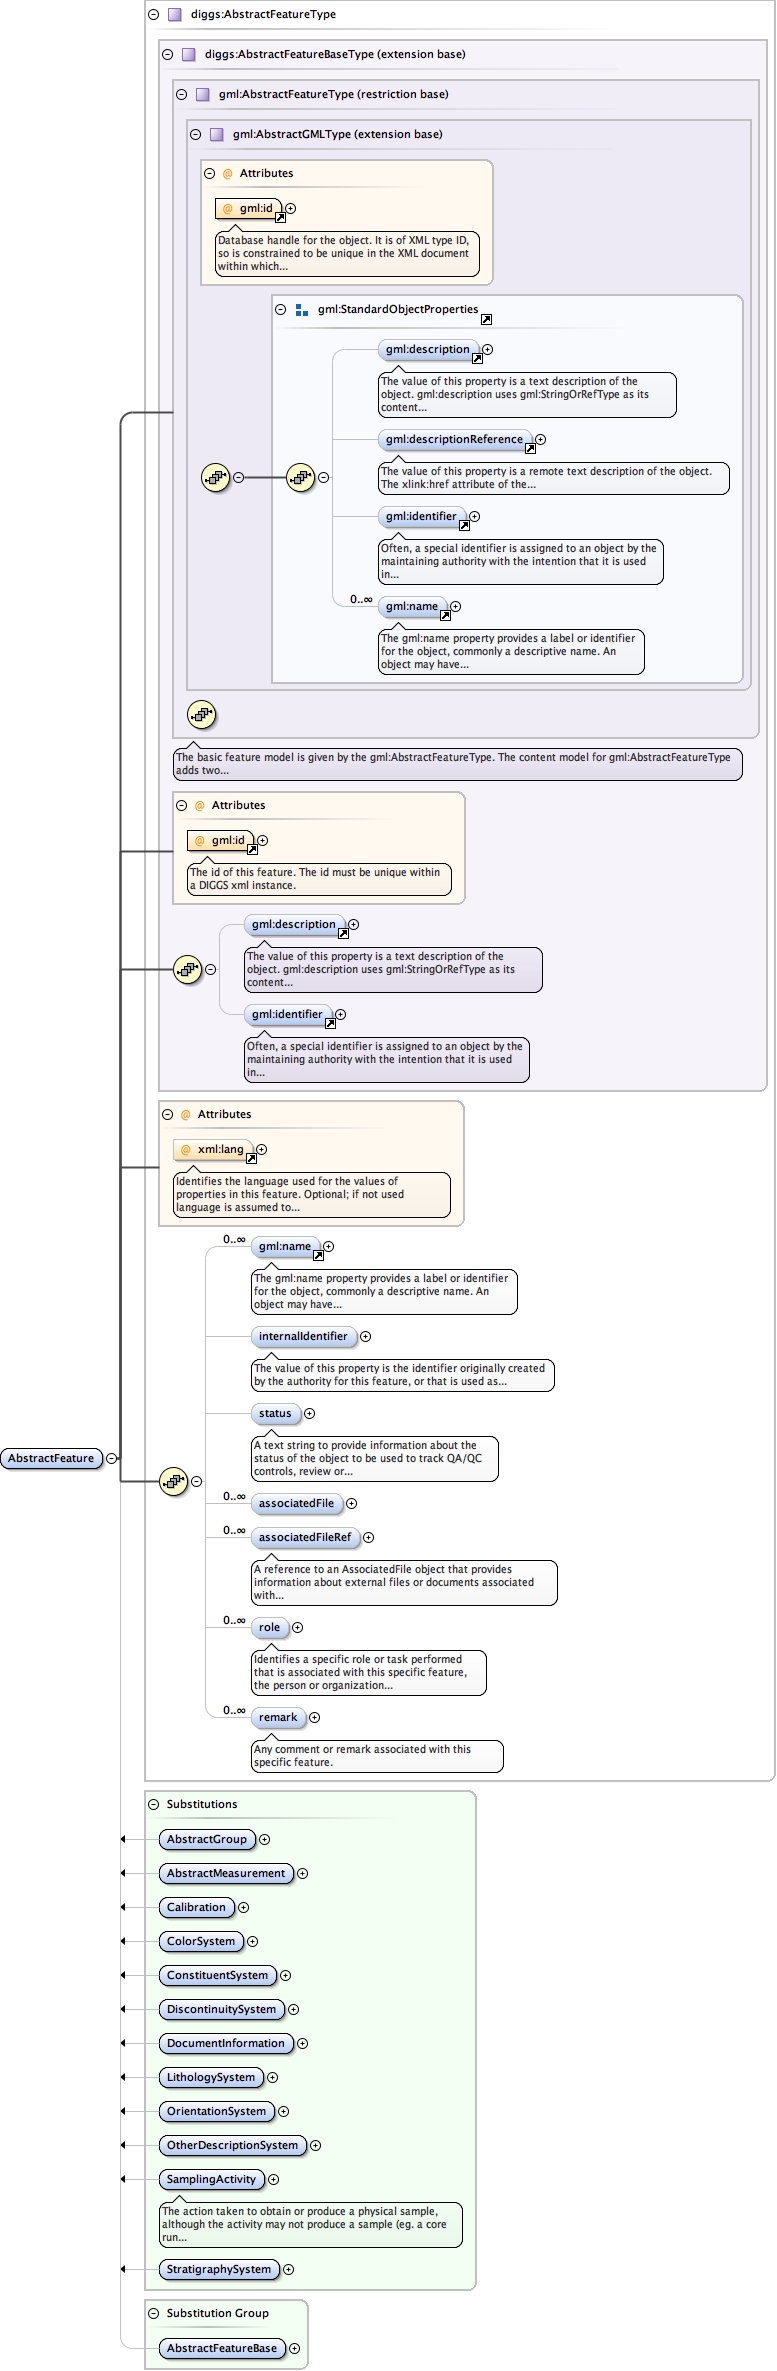 diggs:AbstractFeatureType
diggs:AbstractFeatureBaseType (extension base)
gml:AbstractFeatureType (restriction base)
gml:AbstractGMLType (extension base)
@ Attributes
@ gml:id
Database handle for the object. It is of XML type ID,
so is constrained to be unique in the XML document
within which...
gml:StandardObjectProperties
gml:description
The value of this property is a text description of the
object. gml:description uses gml:StringOrRefType as its
content...
gml:descriptionReference
The value of this property is a remote text description of the object.
The xlink:href attribute of the...
gml:identifier
Often, a special identifier is assigned to an object by the
maintaining authority with the intention that it is used
in...
0..∞
gml:name
The gml:name property provides a label or identifier
for the object, commonly a descriptive name. An
object may have...
The basic feature model is given by the gml:AbstractFeatureType. The content model for gml:AbstractFeatureType
adds two...
@ Attributes
@ gml:id
The id of this feature. The id must be unique within
a DIGGS xml instance.
gml:description
The value of this property is a text description of the
object. gml:description uses gml:StringOrRefType as its
content...
gml:identifier
Often, a special identifier is assigned to an object by the
maintaining authority with the intention that it is used
in...
@ Attributes
@ xml:lang
Identifies the language used for the values of
properties in this feature. Optional; if not used
language is assumed to...
0..∞
gml:name
The gml:name property provides a label or identifier
for the object, commonly a descriptive name. An
object may have...
internalIdentifier
The value of this property is the identifier originally created
by the authority for this feature, or that is used as...
status
A text string to provide information about the
status of the object to be used to track QA/QC
controls, review or...
AbstractFeature
0..∞
associatedFile
0..∞
associatedFileRef
A reference to an AssociatedFile object that provides
information about external files or documents associated
with...
0..∞
role
Identifies a specific role or task performed
that is associated with this specific feature,
the person or organization...
0..∞
remark
Any comment or remark associated with this
specific feature.
Substitutions
AbstractGroup
AbstractMeasurement
Calibration
ColorSystem
ConstituentSystem
DiscontinuitySystem
DocumentInformation
LithologySystem
OrientationSystem
OtherDescriptionSystem
SamplingActivity
The action taken to obtain or produce a physical sample,
although the activity may not produce a sample (eg. a core
run...
StratigraphySystem
Substitution Group
AbstractFeatureBase